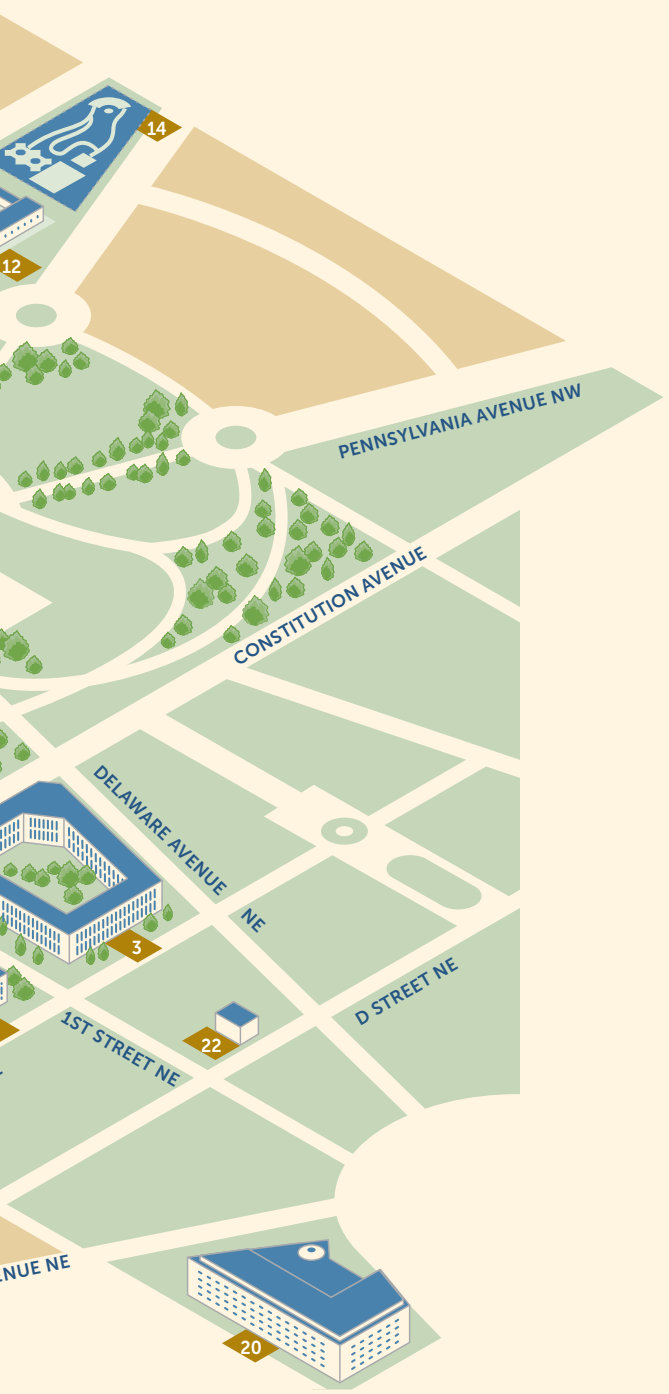 14
12
PENNSYLVANIA AVENUE NW
CONSTITUTION AVENUE
DELAWARE AVENUE NE
3
1ST STREET NE
D STREET NE
22
ENUE NE
20